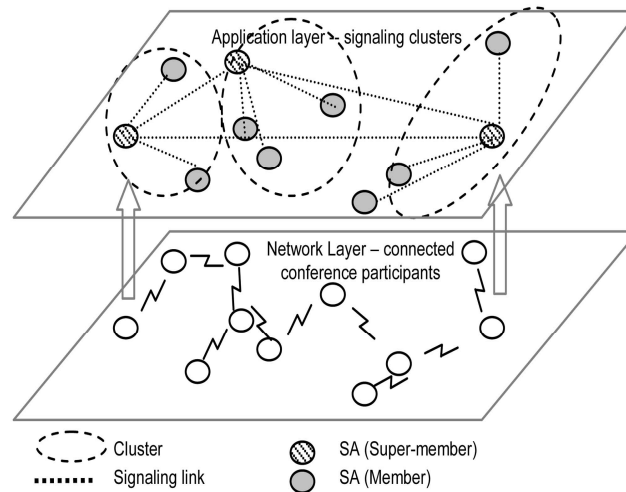 Application layer – signaling clusters
Network Layer – connected
conference participants
Cluster
SA (Super-member)
Signaling link
SA (Member)